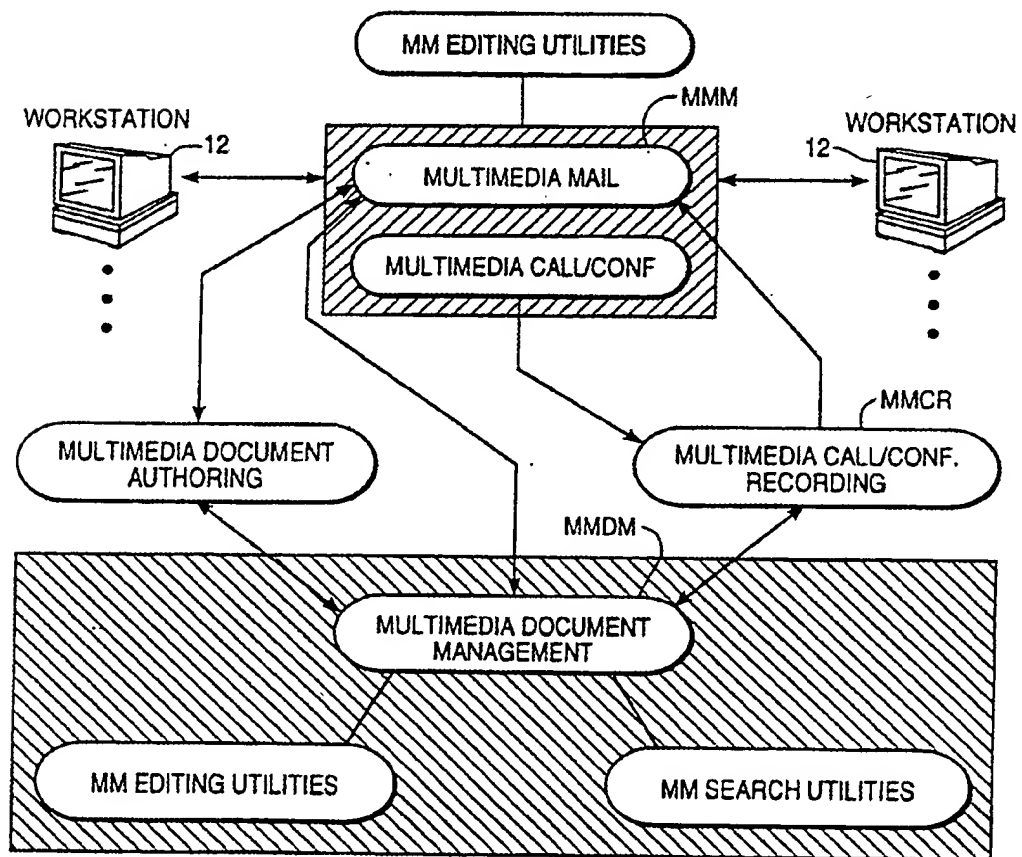 MM EDITING UTILITIES
MMM
WORKSTATION
12
WORKSTATION
12
MULTIMEDIA MAIL
MULTIMEDIA CALL/CONF
MMCR
MULTIMEDIA DOCUMENT
AUTHORING
MULTIMEDIA CALL/CONF.
RECORDING
MMDM
MULTIMEDIA DOCUMENT
MANAGEMENT
MM EDITING UTILITIES
MM SEARCH UTILITIES